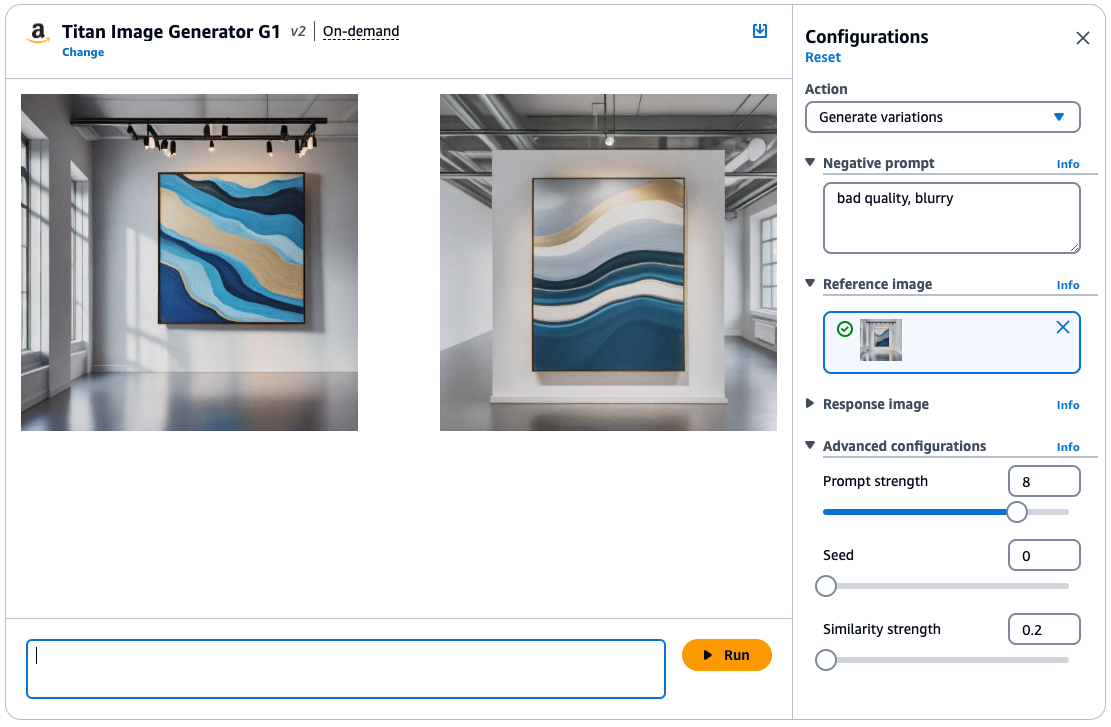 Titan Image Generator G1 v2 | On-demand
Change
Configurations
Reset
Action
Generate variations
Negative prompt Info
bad quality, blurry
Reference image Info
Response image Info
Advanced configurations Info
Prompt strength 8
Seed 0
Similarity strength 0.2
Run